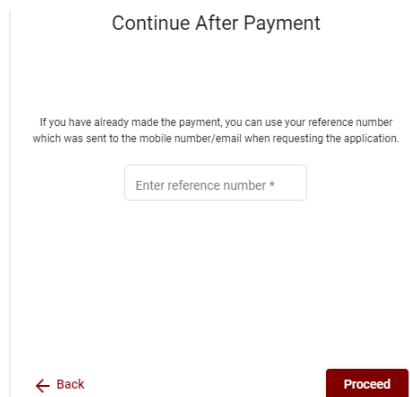 Continue After Payment
If you have already made the payment, you can use your reference number
which was sent to the mobile number/email when requesting the application.
Enter reference number *
Back
Proceed